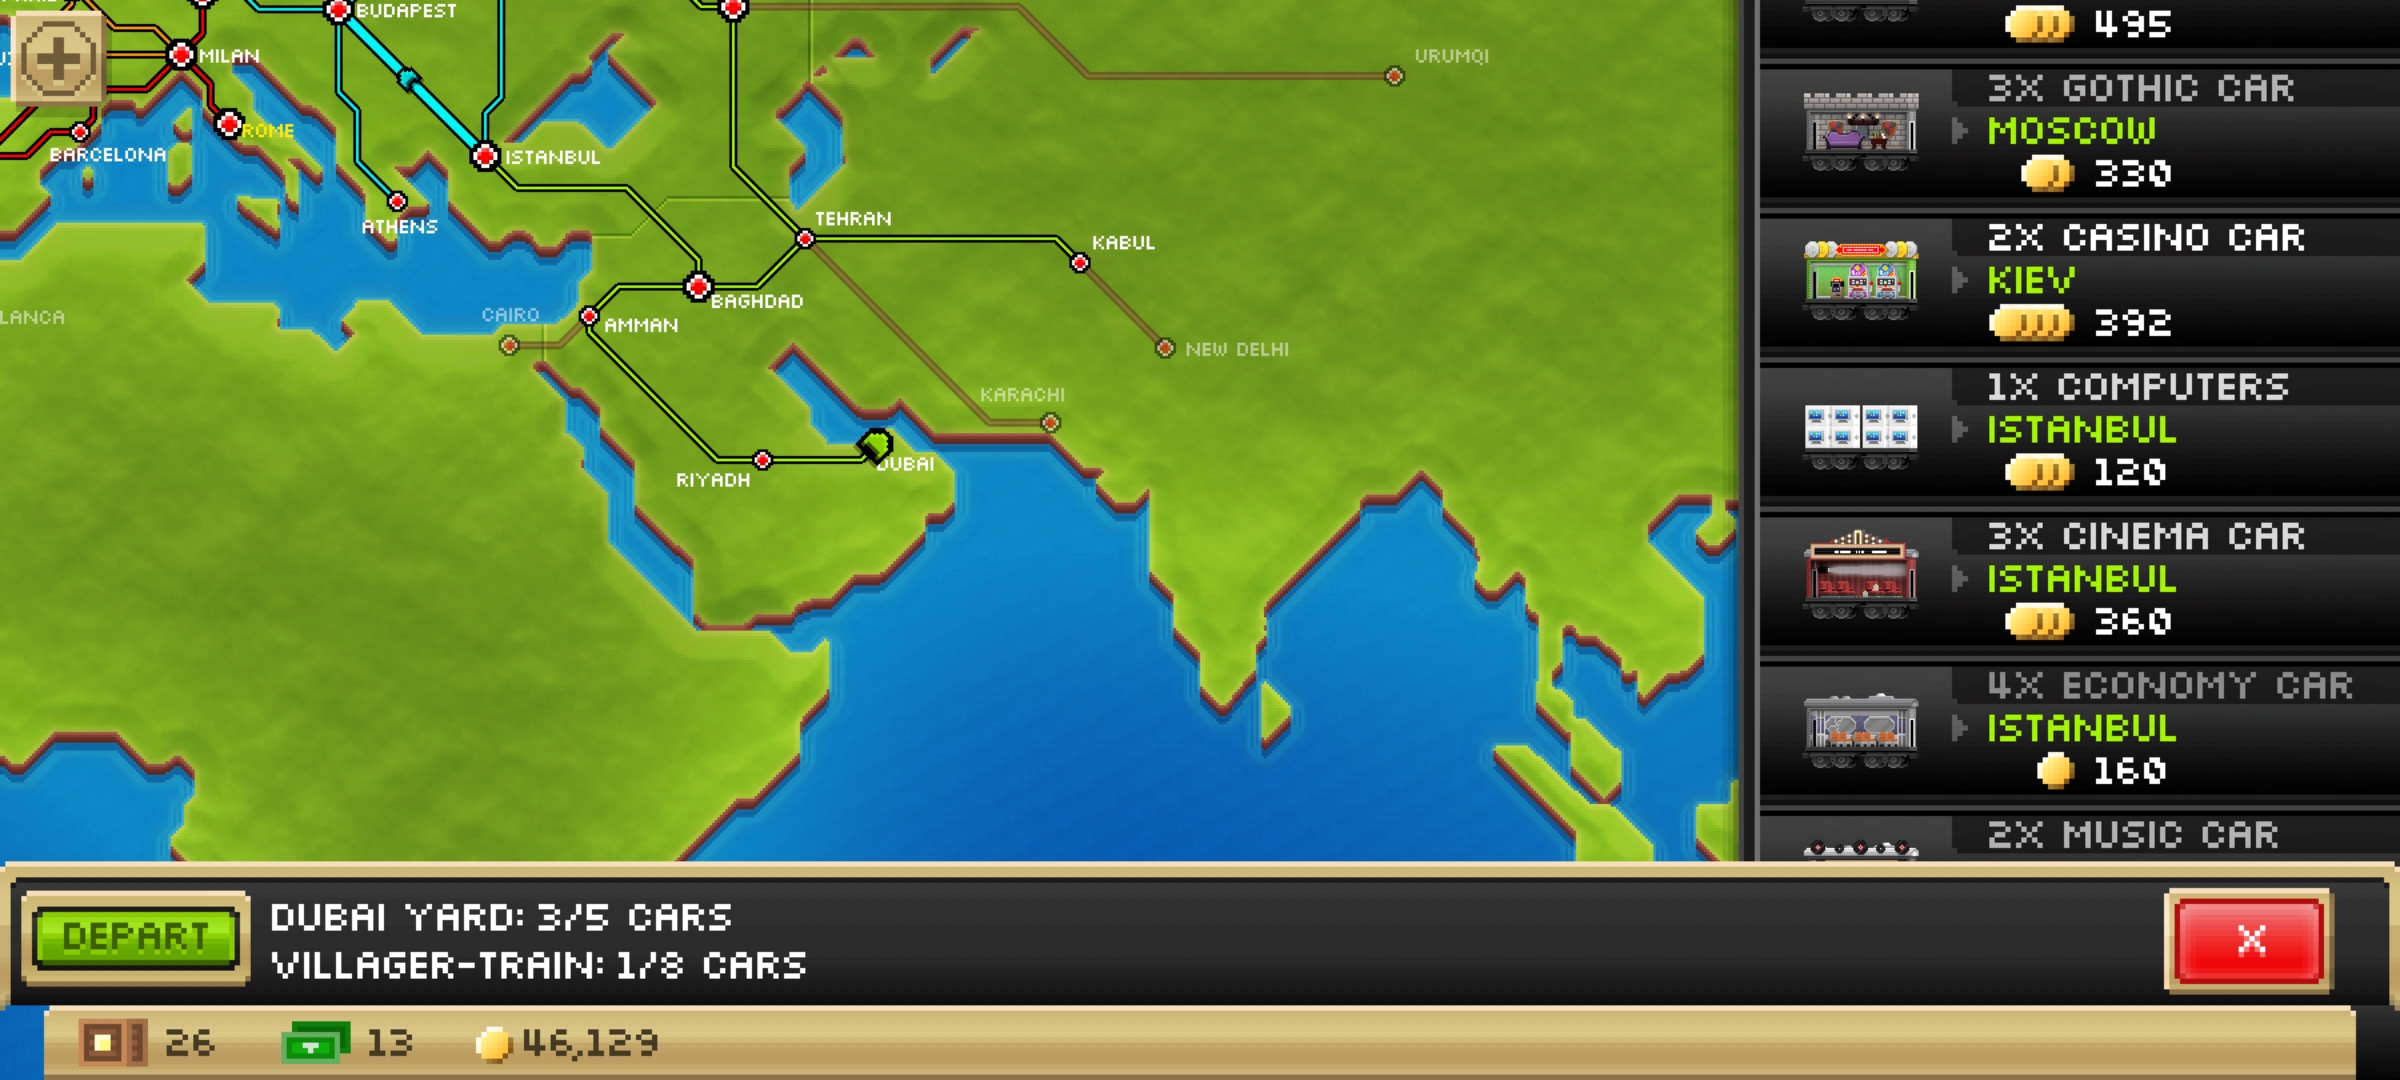 BUDAPEST
MILAN
ROME
BARCELONA
ISTANBUL
ATHENS
URUMQI
TEHRAN
KABUL
BAGHDAD
CAIRO
AMMAN
LANCA
NEW DELHI
KARACHI
RIYADH
DUBAI
495
3X GOTHIC CAR
MOSCOW
330
2X CASINO CAR
KIEV
392
1X COMPUTERS
ISTANBUL
120
3X CINEMA CAR
ISTANBUL
360
4X ECONOMY CAR
ISTANBUL
160
2X MUSIC CAR
DEPART
DUBAI YARD: 3/5 CARS
VILLAGER-TRAIN: 1/8 CARS
X
26
13
46,129